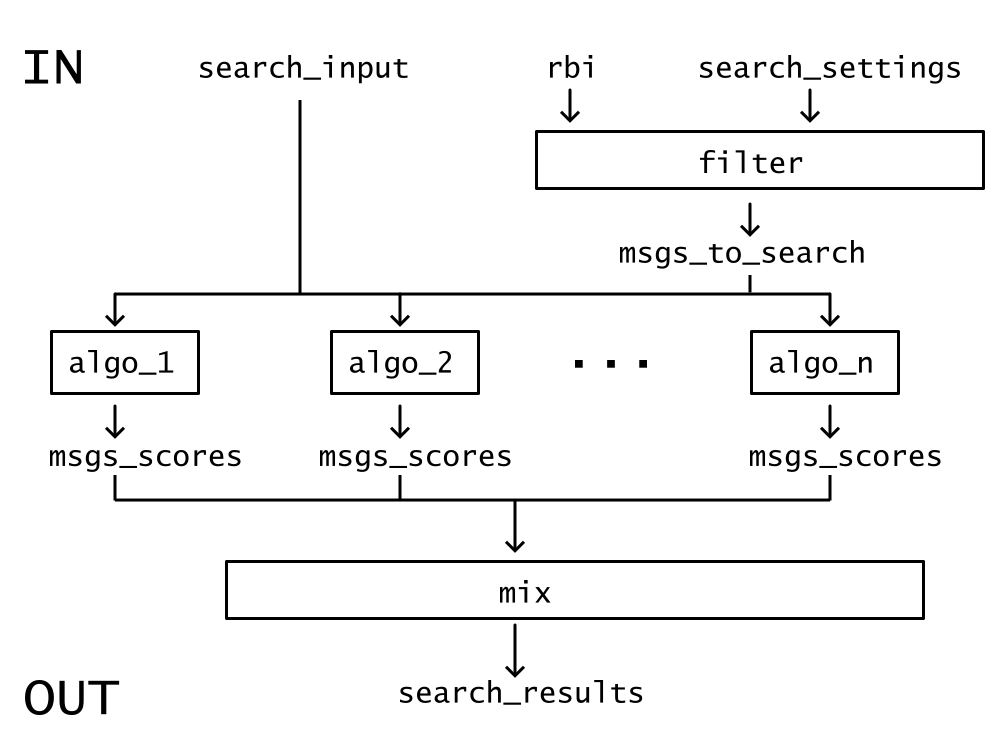 IN search_input rbi search_settings
filter
msgs_to_search
algo_1 algo_2 . . . algo_n
msgs_scores msgs_scores msgs_scores
mix
OUT search_results